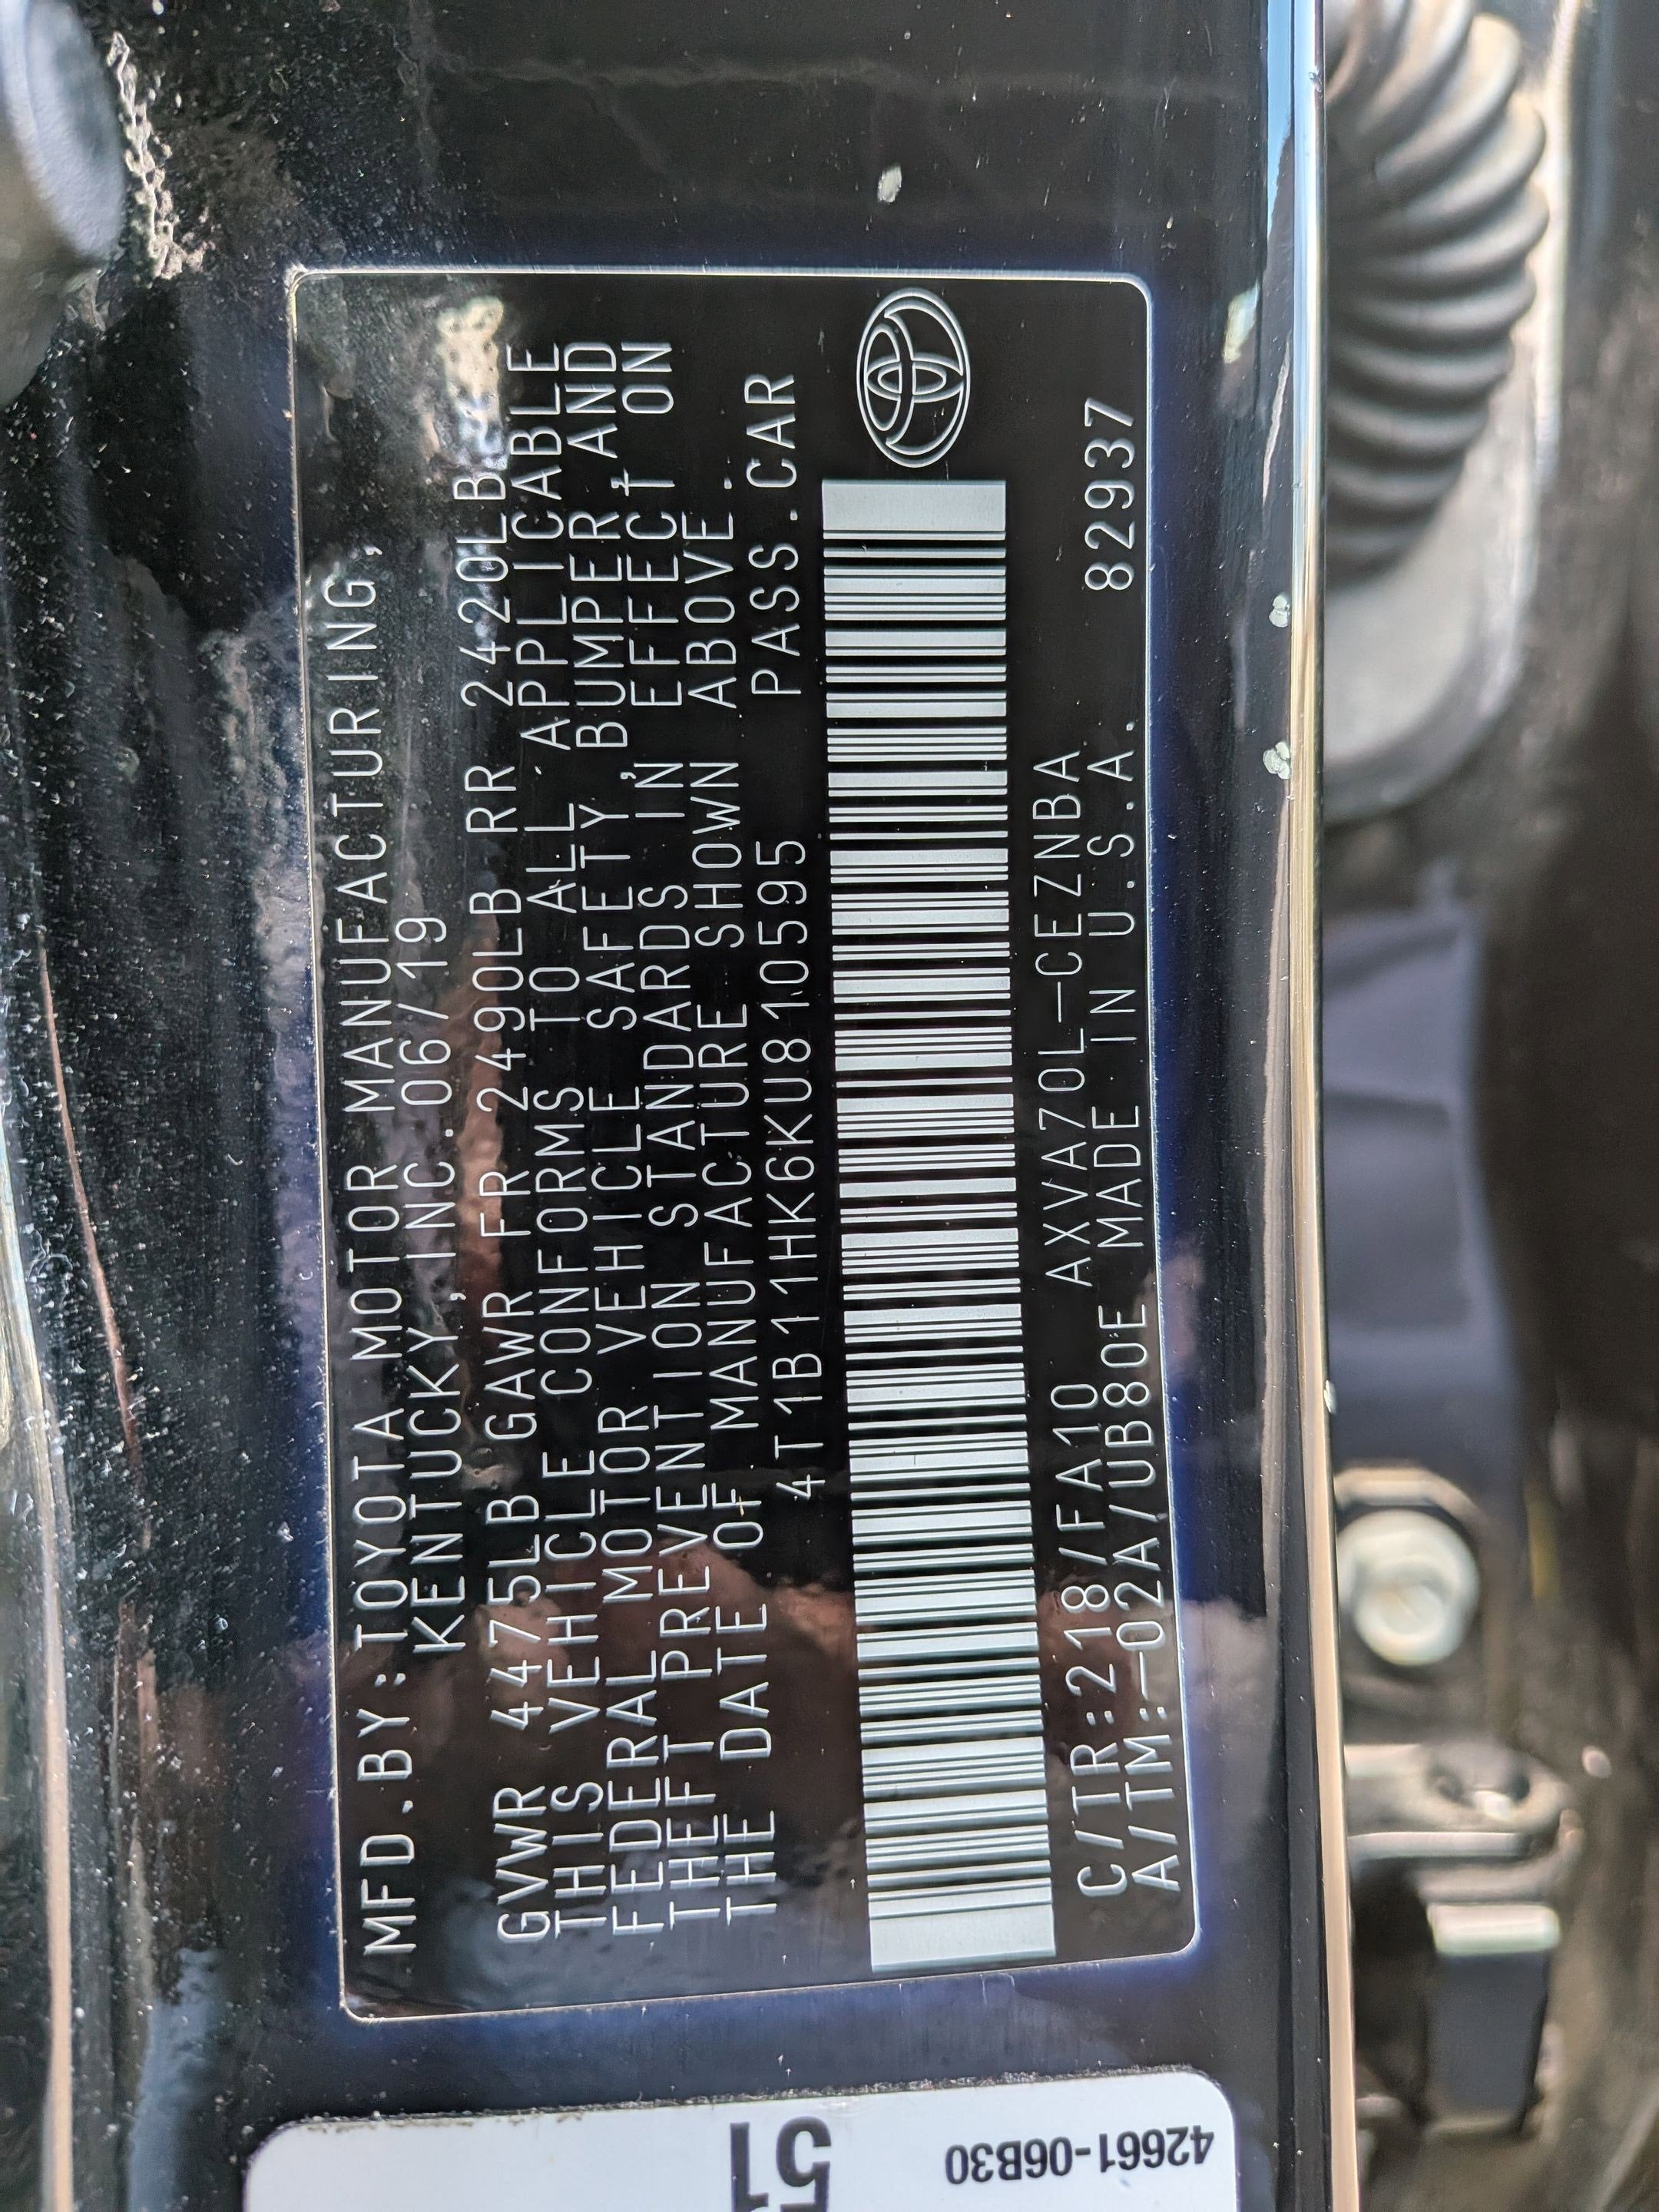 MFD.BY:TOYOTA MOTOR MANUFACTURING,
KENTUCKY, INC. 06/19
GVWR 4475LB GAWR FR 2490LB RR 2420LB
THIS VEHICLE CONFORMS TO ALL APPLICABLE
FEDERAL MOTOR VEHICLE SAFETY, BUMPER, AND
THEFT PREVENTION STANDARDS IN EFFECT ON
THE DATE OF MANUFACTURE SHOWN ABOVE.
4T1B11HK6KU810595 PASS.CAR
C/TR:218/FA10 AXVA70L-CEZNBA
A/TM:-02A/UB80E MADE IN U.S.A. 82937
51
42661-06B30